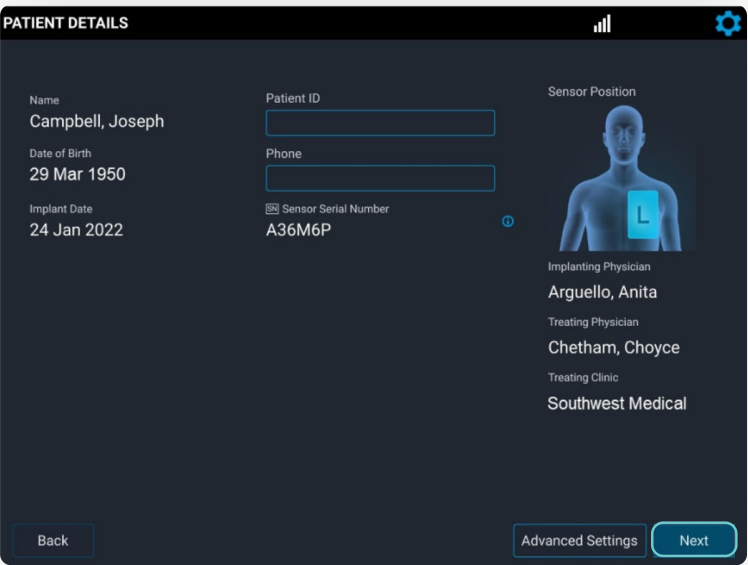 PATIENT DETAILS
Name
Campbell, Joseph
Date of Birth
29 Mar 1950
Implant Date
24 Jan 2022
Patient ID
Phone
SN Sensor Serial Number
A36M6P
Sensor Position
L
Implanting Physician
Arguello, Anita
Treating Physician
Chetham, Choyce
Treating Clinic
Southwest Medical
Back
Advanced Settings
Next